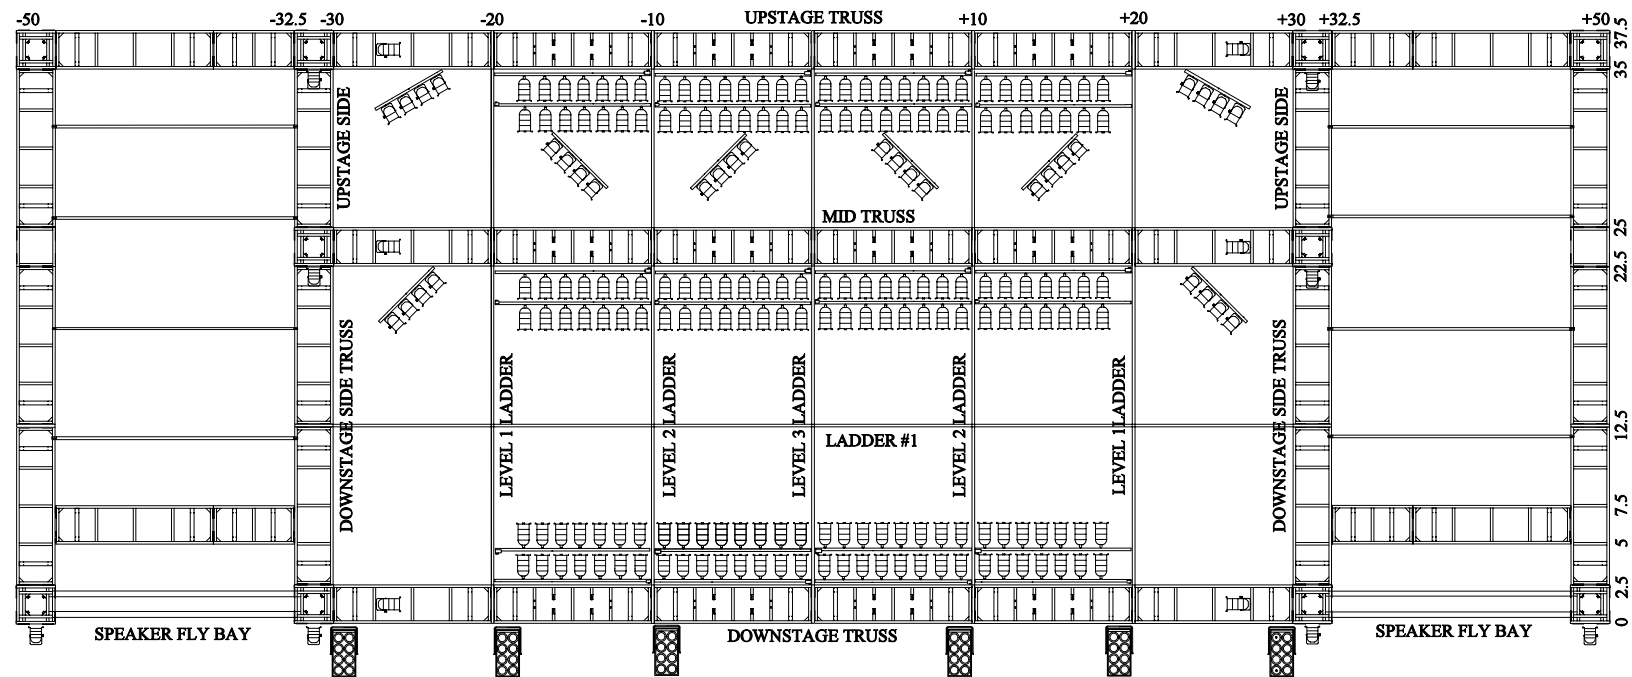 -50 -32.5 -30 -20 -10 UPSTAGE TRUSS +10 +20 +30 +32.5 +50
37.5
35
UPSTAGE SIDE
UPSTAGE SIDE
MID TRUSS
25
22.5
DOWNSTAGE SIDE TRUSS
LEVEL 1 LADDER
LEVEL 2 LADDER
LEVEL 3 LADDER
LEVEL 2 LADDER
LEVEL 1LADDER
DOWNSTAGE SIDE TRUSS
12.5
LADDER #1
7.5
5
2.5
0
SPEAKER FLY BAY
DOWNSTAGE TRUSS
SPEAKER FLY BAY